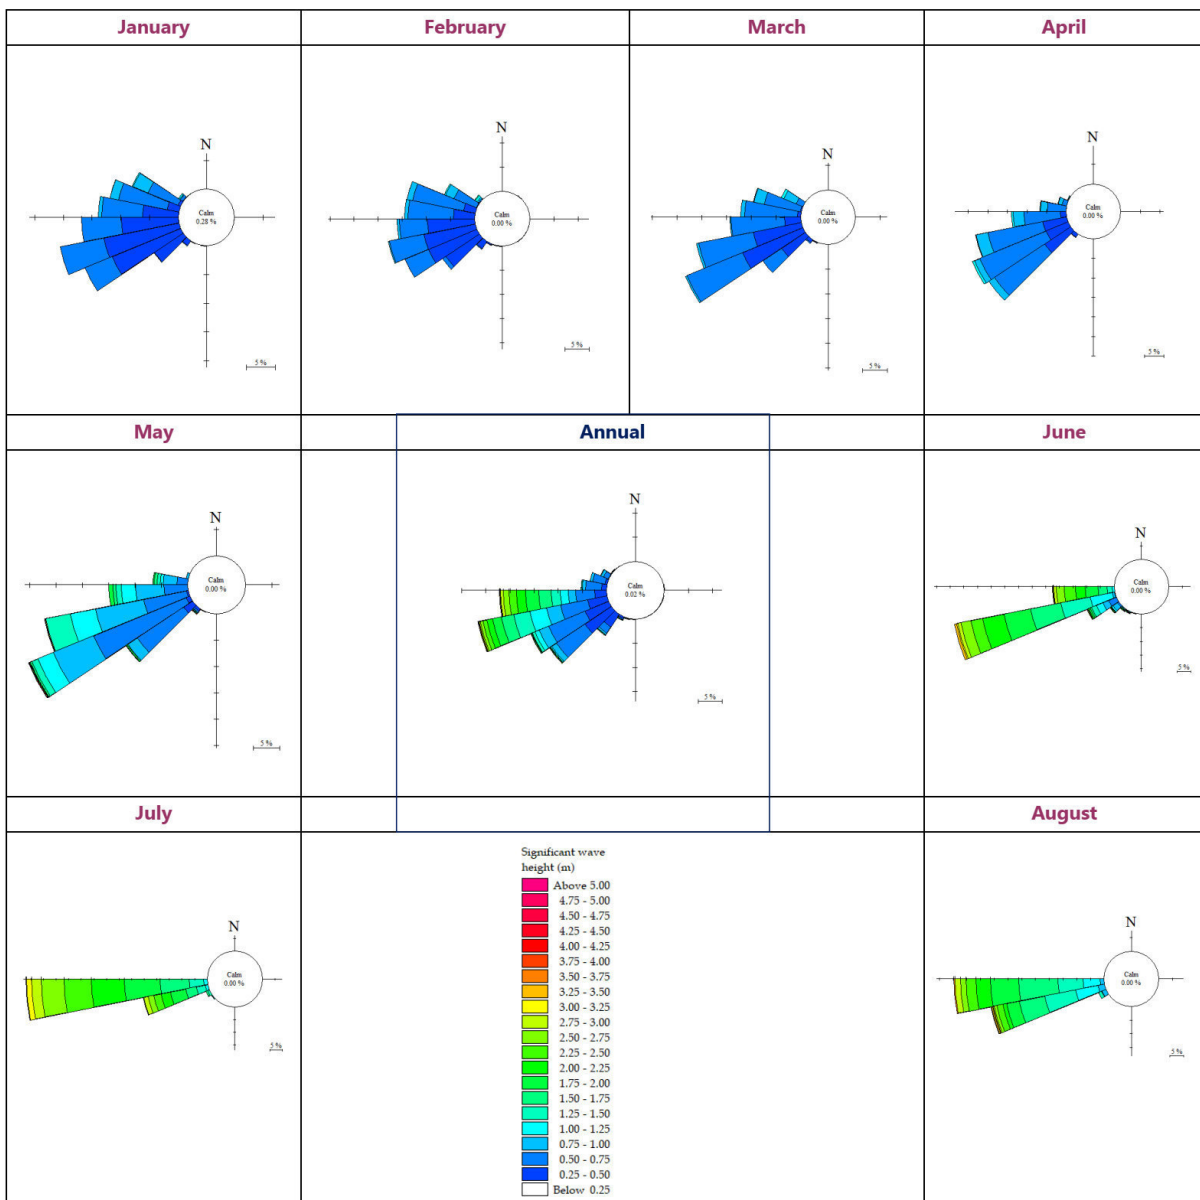 January
February
March
April
N
Calm
0.28 %
5 %
N
Calm
0.00 %
5 %
N
Calm
0.00 %
5 %
N
Calm
0.00 %
5 %
May
Annual
June
N
Calm
0.00 %
5 %
N
Calm
0.02 %
5 %
N
Calm
0.00 %
5 %
July
August
N
Calm
0.00 %
5 %
Significant wave
height (m)
Above 5.00
4.75 - 5.00
4.50 - 4.75
4.25 - 4.50
4.00 - 4.25
3.75 - 4.00
3.50 - 3.75
3.25 - 3.50
3.00 - 3.25
2.75 - 3.00
2.50 - 2.75
2.25 - 2.50
2.00 - 2.25
1.75 - 2.00
1.50 - 1.75
1.25 - 1.50
1.00 - 1.25
0.75 - 1.00
0.50 - 0.75
0.25 - 0.50
Below 0.25
N
Calm
0.00 %
5 %